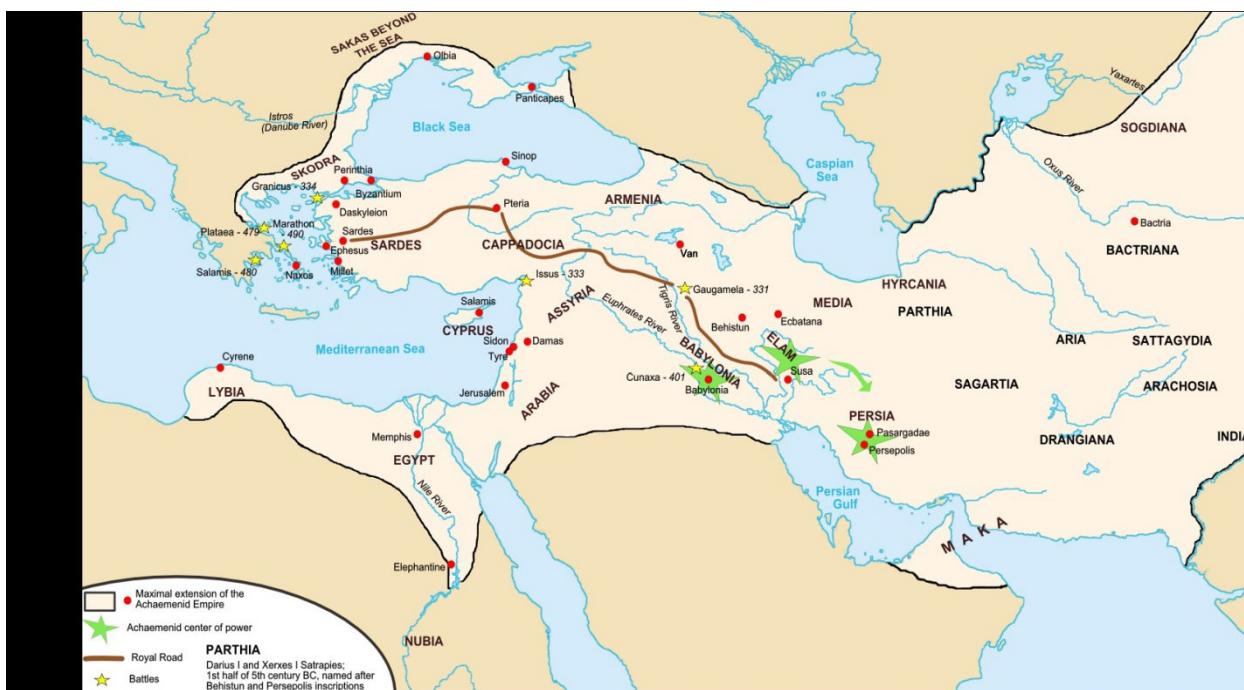 SAKAS BEYOND
THE SEA
Olbia
Yaxartes
Panticapes
Istros
(Danube River)
Black Sea
SOGDIANA
Caspian
Sea
Oxus River
SKODRA
Sinop
Perinthia
Granicus - 334
Byzantium
Daskyleion
Pteria
ARMENIA
Bactria
Marathon
- 490
Plataea - 479
Sardes
SARDES
CAPPADOCIA
Van
BACTRIANA
Ephesus
Salamis - 480
Naxos
Millet
Issus - 333
ASSYRIA
Euphrates River
Tigris River
Gaugamela - 331
MEDIA
HYRCANIA
PARTHIA
Salamis
CYPRUS
Behistun
Ecbatana
ARIA
SATTAGYDIA
Mediterranean Sea
Sidon
Tyre
Damas
BABYLONIA
ELAM
Cyrene
LYBIA
Jerusalem
ARABIA
Cunaxa - 401
Babylonia
Susa
SAGARTIA
ARACHOSIA
PERSIA
Pasargadae
Persepolis
DRANGIANA
INDIA
Memphis
EGYPT
Nile River
Persian
Gulf
MAKA
Elephantine
NUBIA
Maximal extension of the
Achaemenid Empire
Achaemenid center of power
Royal Road
Battles
PARTHIA
Darius I and Xerxes I Satrapies;
1st half of 5th century BC, named after
Behistun and Persepolis inscriptions